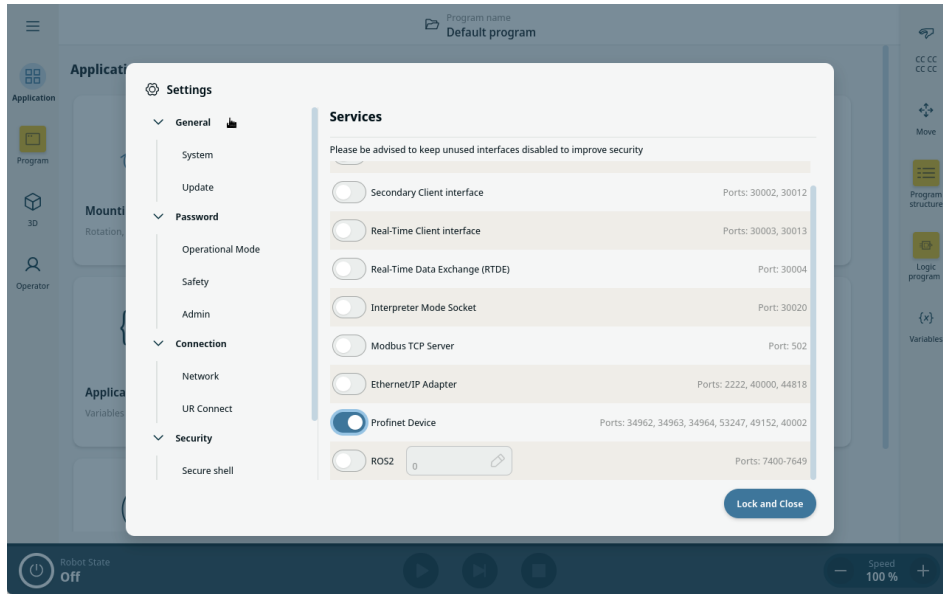 Program name
Default program
Application
Program
3D
Operator
Applicati
Mounti
Rotation,
Applica
Variables
Settings
General
System
Update
Password
Operational Mode
Safety
Admin
Connection
Network
UR Connect
Security
Secure shell
Services
Please be advised to keep unused interfaces disabled to improve security
Secondary Client interface Ports: 30002, 30012
Real-Time Client interface Ports: 30003, 30013
Real-Time Data Exchange (RTDE) Port: 30004
Interpreter Mode Socket Port: 30020
Modbus TCP Server Port: 502
Ethernet/IP Adapter Ports: 2222, 40000, 44818
Profinet Device Ports: 34962, 34963, 34964, 53247, 49152, 40002
ROS2 0 Ports: 7400-7649
Lock and Close
CC CC
CC CC
Move
Program
structure
Logic
program
{x}
Variables
Robot State
Off
Speed
100 %